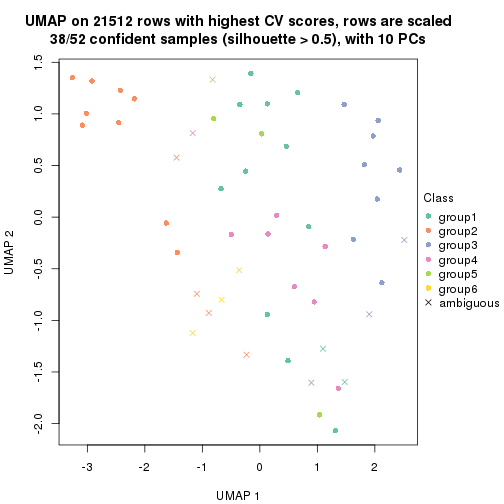 UMAP on 21512 rows with highest CV scores, rows are scaled
38/52 confident samples (silhouette > 0.5), with 10 PCs
1.5
1.0
0.5
0.0
-0.5
-1.0
-1.5
-2.0
UMAP 2
-3
-2
-1
0
1
2
UMAP 1
Class
group1
group2
group3
group4
group5
group6
ambiguous